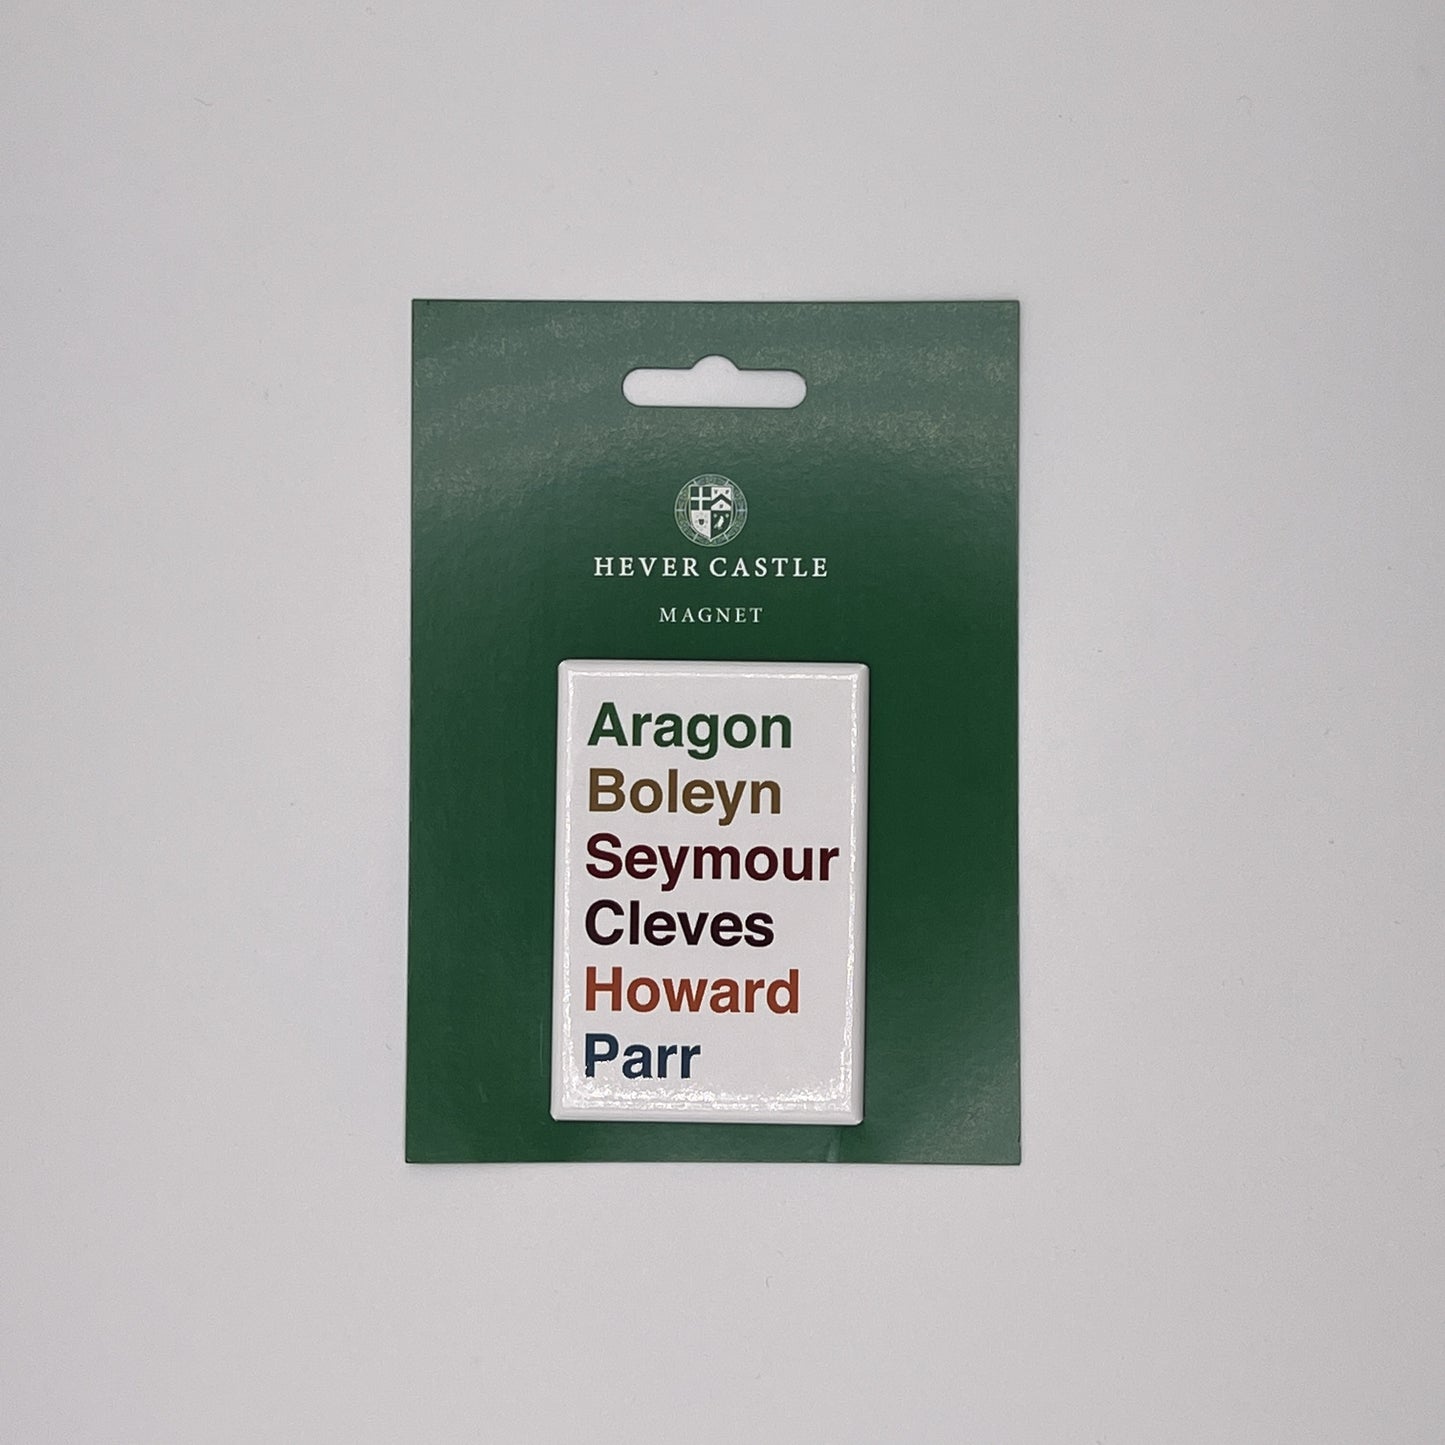 HEVER CASTLE
MAGNET
Aragon
Boleyn
Seymour
Cleves
Howard
Parr